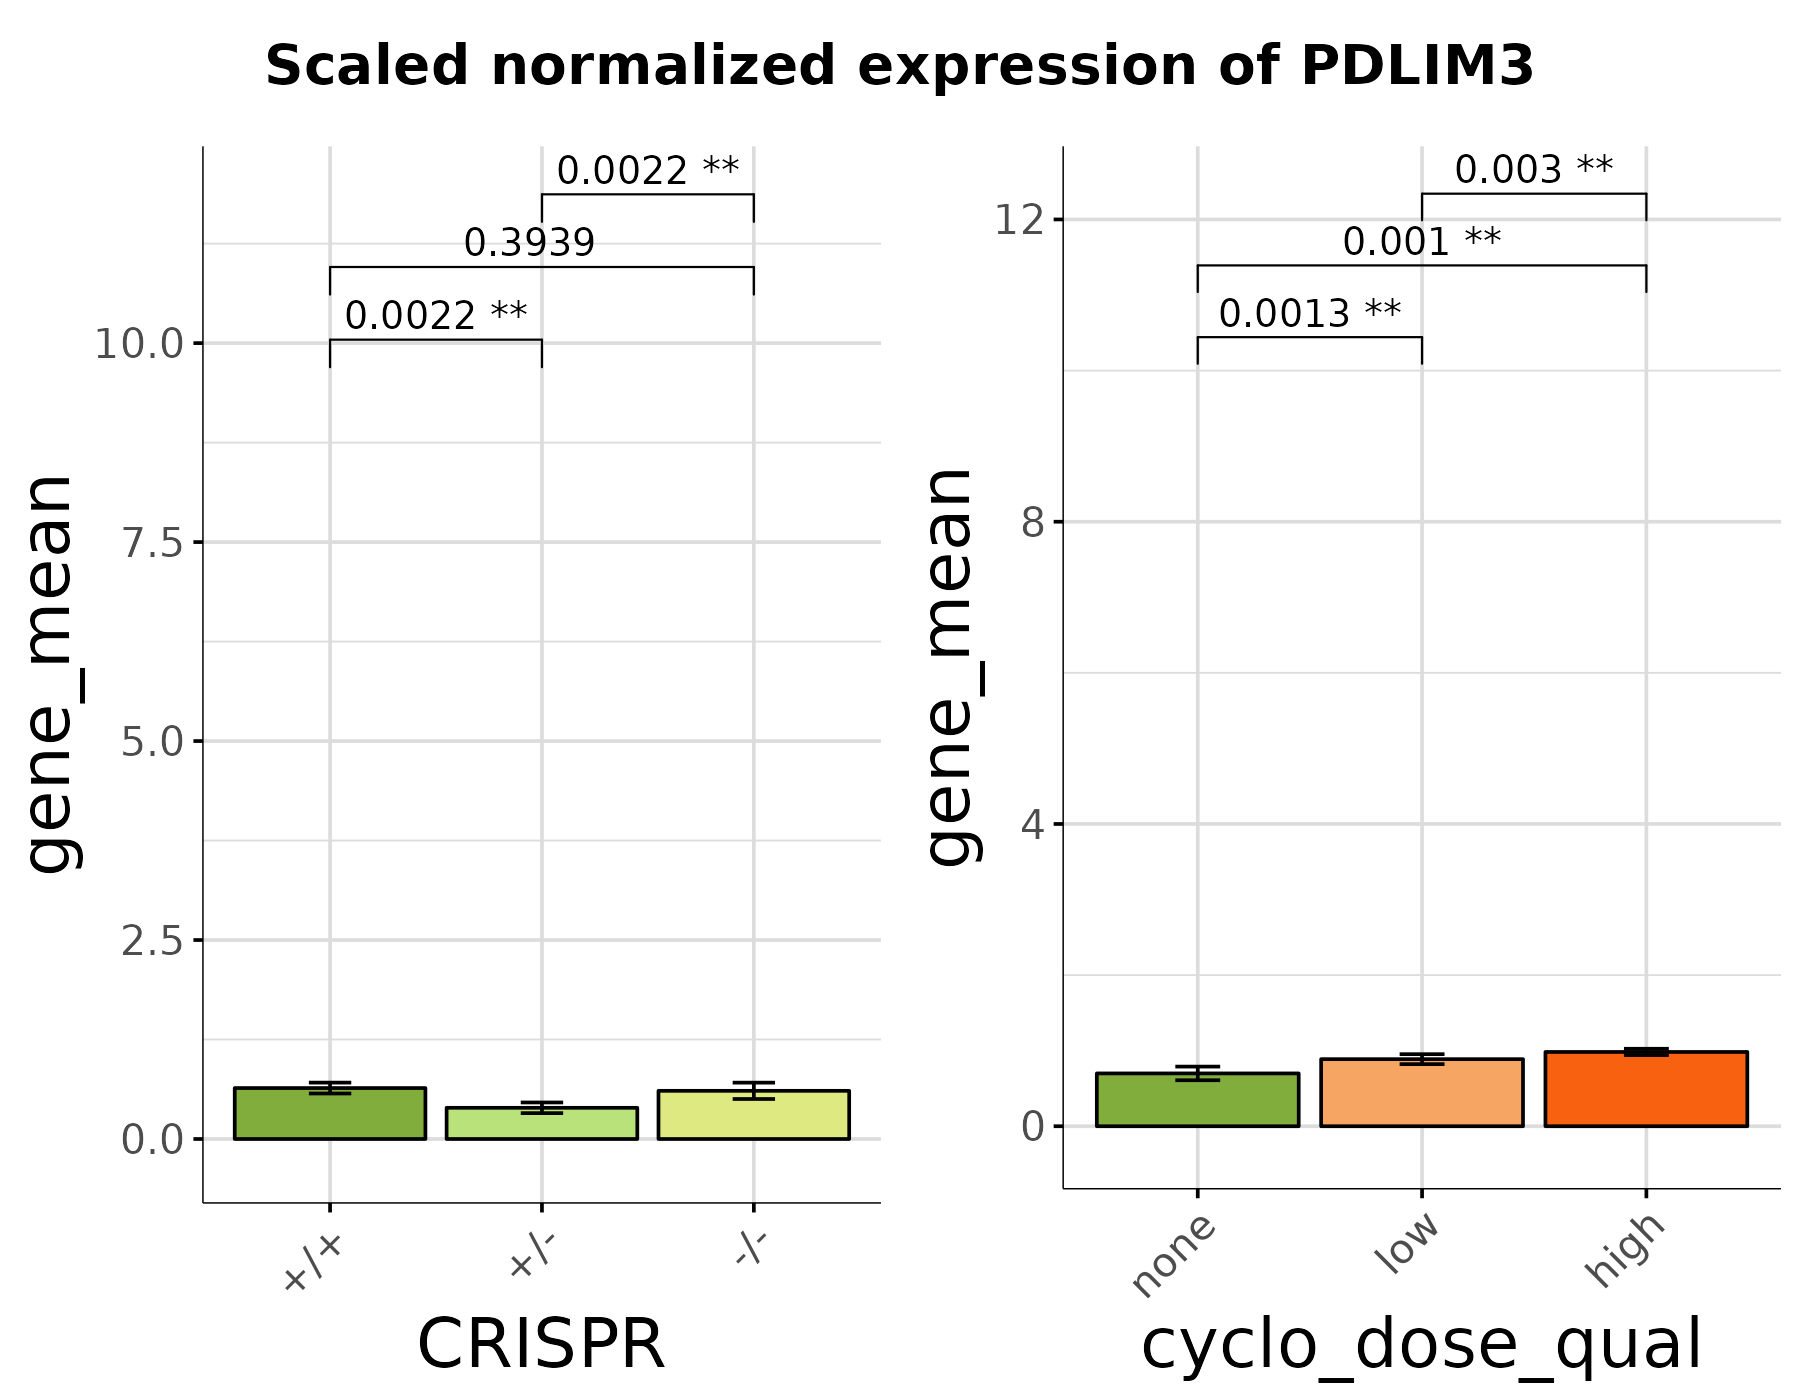 Scaled normalized expression of PDLIM3
0.0022 **
0.3939
0.0022 **
10.0
7.5
5.0
2.5
0.0
gene_mean
+/+
+/-
-/-
CRISPR
0.003 **
0.001 **
0.0013 **
12
8
4
0
gene_mean
none
low
high
cyclo_dose_qual